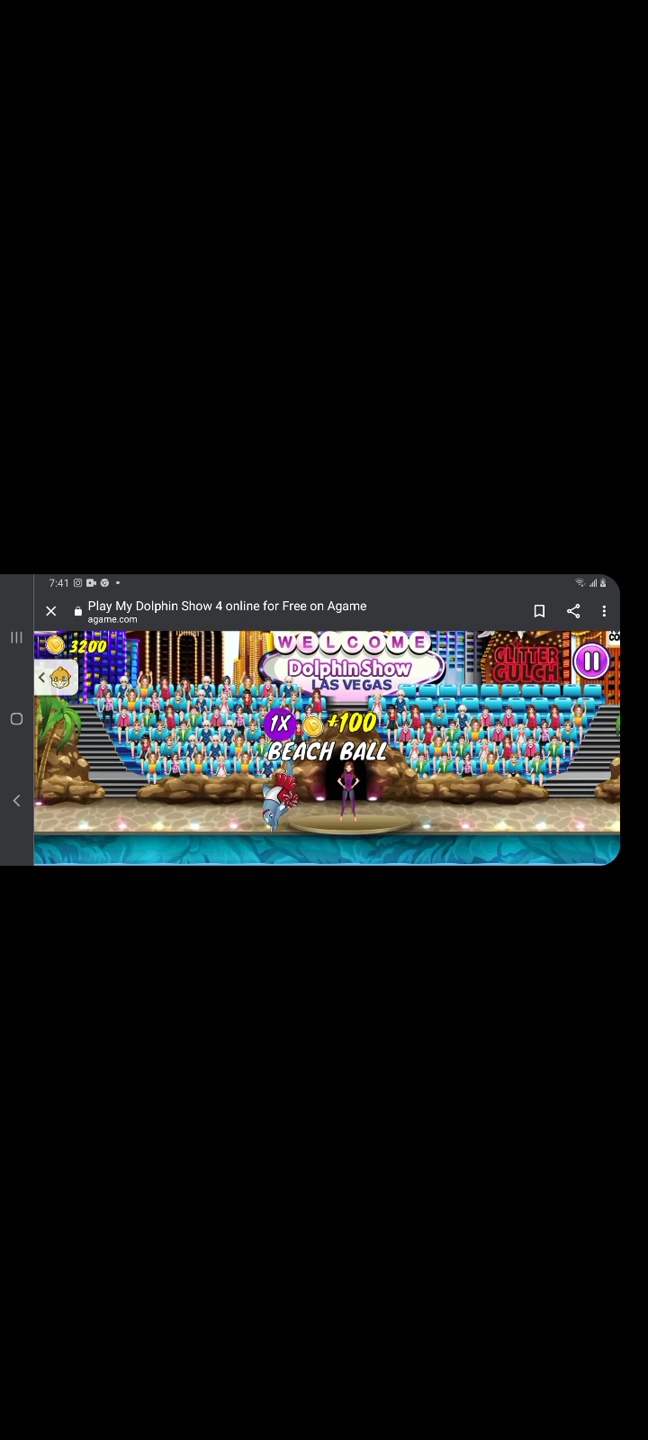 7:41
Play My Dolphin Show 4 online for Free on Agame
agame.com
3200
WELCOME
Dolphin Show
LAS VEGAS
GLITTER
GULCH
1X +100
BEACH BALL